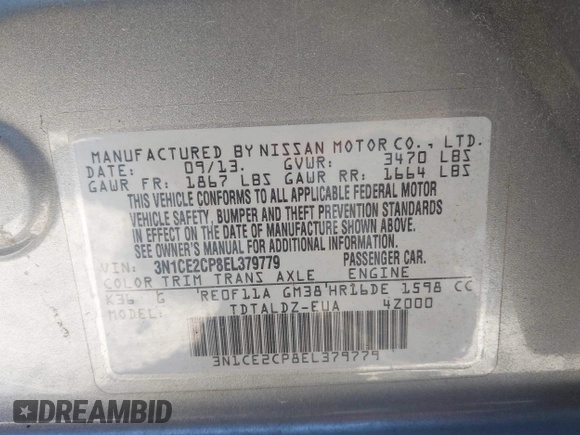 MANUFACTURED BY NISSAN MOTOR CO., LTD.
DATE: 09/13. GVWR: 3470 LBS
GAWR FR: 1867 LBS GAWR RR: 1664 LBS
THIS VEHICLE CONFORMS TO ALL APPLICABLE FEDERAL MOTOR
VEHICLE SAFETY, BUMPER AND THEFT PREVENTION STANDARDS
IN EFFECT ON THE DATE OF MANUFACTURE SHOWN ABOVE.
SEE OWNER'S MANUAL FOR ADDITIONAL INFORMATION.
VIN: 3N1CE2CP8EL379779 PASSENGER CAR.
COLOR TRIM TRANS AXLE ENGINE
K36 G 'RE0F11A GM38'HR16DE 1598 CC
MODEL: TDTALDZ-EUA 4Z000
3N1CE2CP8EL379779
DREAMBID